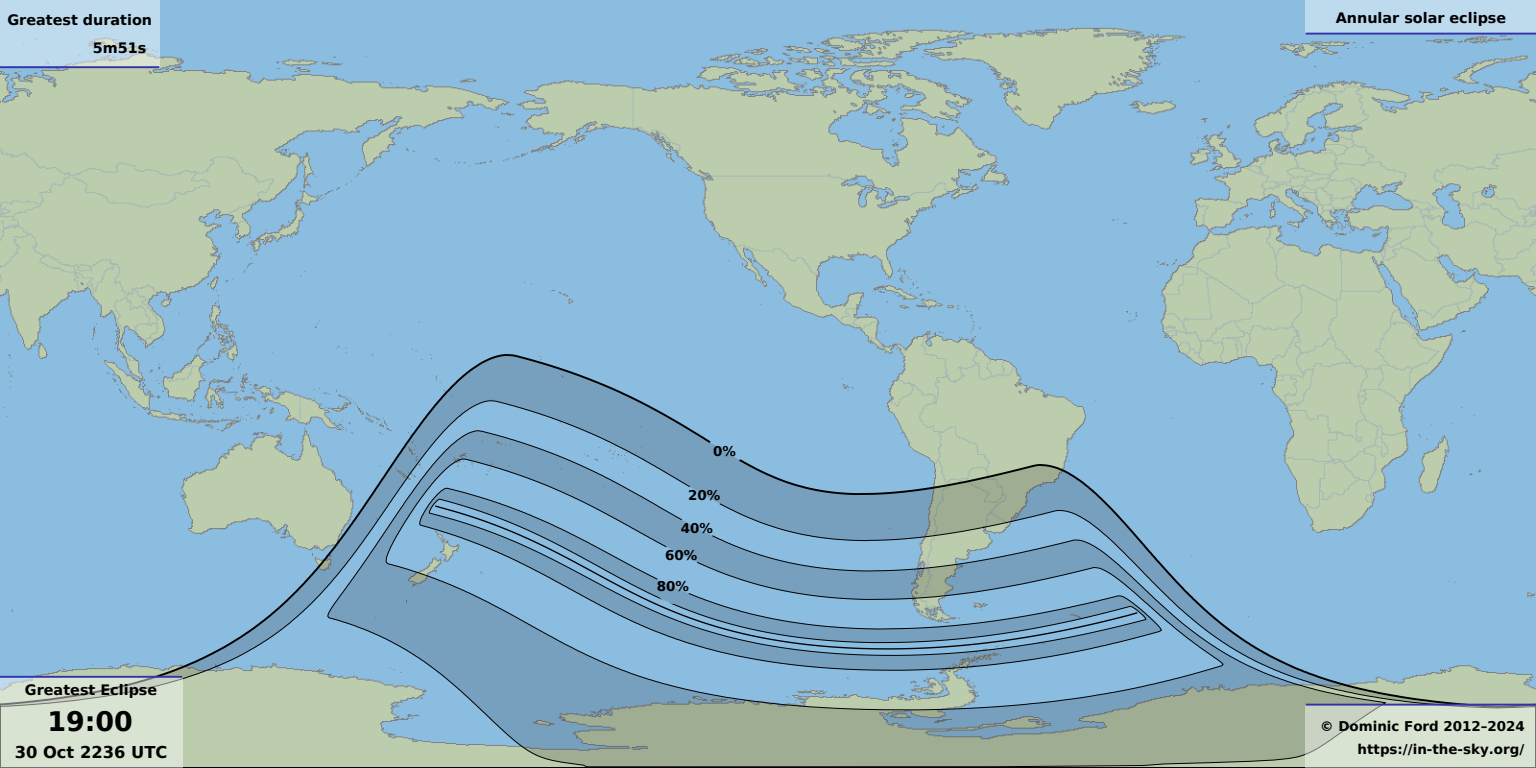 Greatest duration
5m51s
Annular solar eclipse
0%
20%
40%
60%
80%
Greatest Eclipse
19:00
30 Oct 2236 UTC
© Dominic Ford 2012–2024
https://in-the-sky.org/